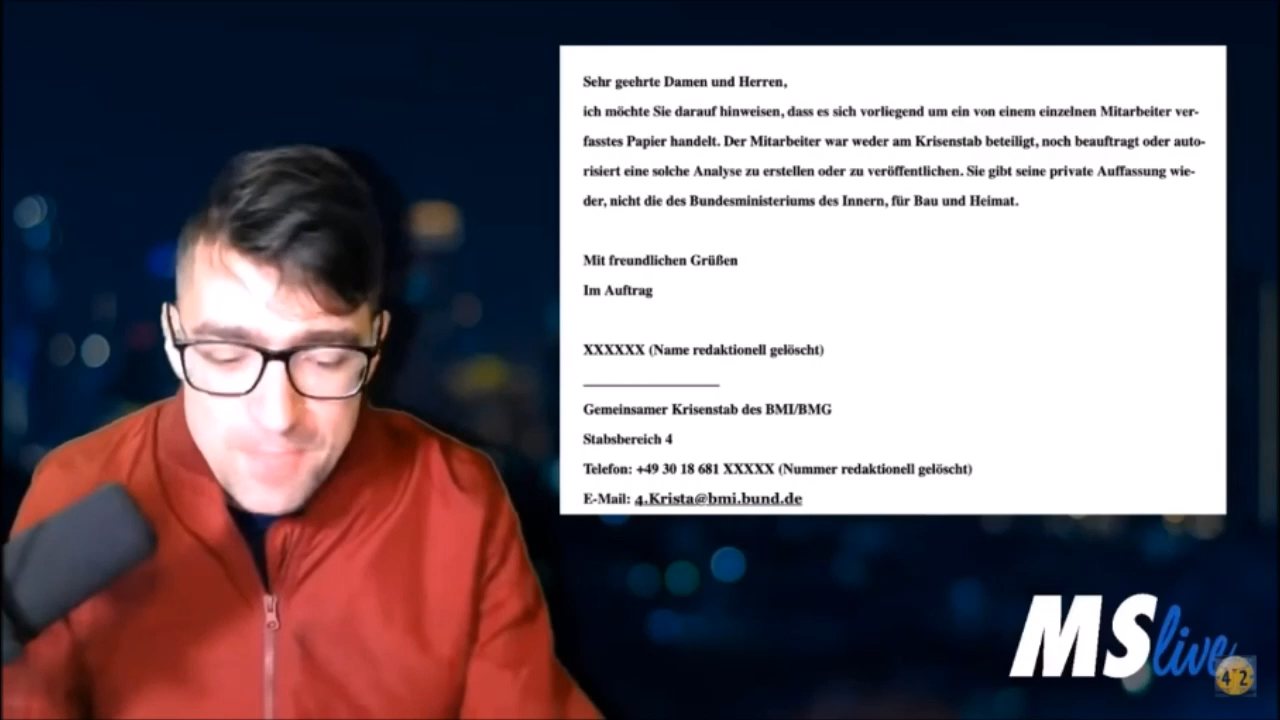 Sehr geehrte Damen und Herren,
ich möchte Sie darauf hinweisen, dass es sich vorliegend um ein von einem einzelnen Mitarbeiter ver-
fasstes Papier handelt. Der Mitarbeiter war weder am Krisenstab beteiligt, noch beauftragt oder auto-
risiert eine solche Analyse zu erstellen oder zu veröffentlichen. Sie gibt seine private Auffassung wie-
der, nicht die des Bundesministeriums des Innern, für Bau und Heimat.
Mit freundlichen Grüßen
Im Auftrag
XXXXXX (Name redaktionell gelöscht)
Gemeinsamer Krisenstab des BMI/BMG
Stabsbereich 4
Telefon: +49 30 18 681 XXXXX (Nummer redaktionell gelöscht)
E-Mail: 4.Krista@bmi.bund.de
MS live
42